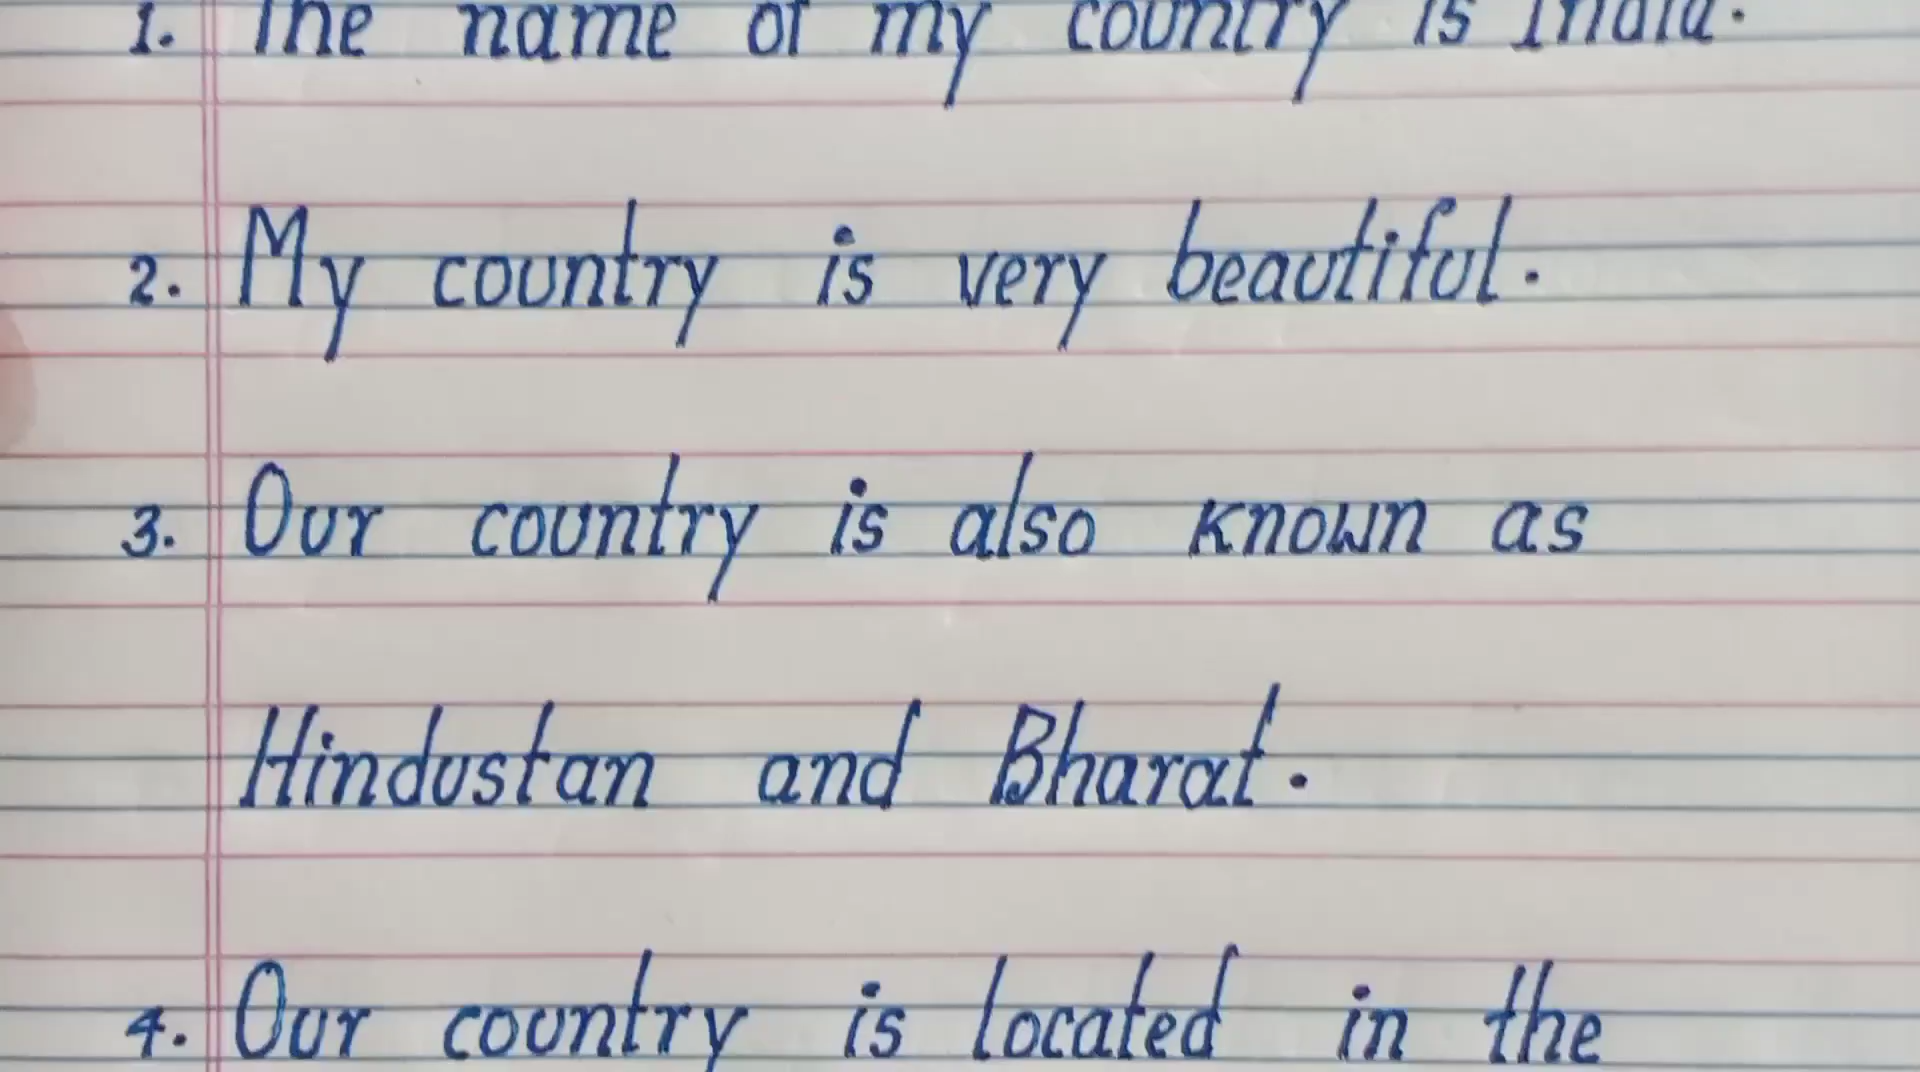 1. The name of my country is India.
2. My country is very beautiful.
3. Our country is also known as
Hindustan and Bharat.
4. Our country is located in the